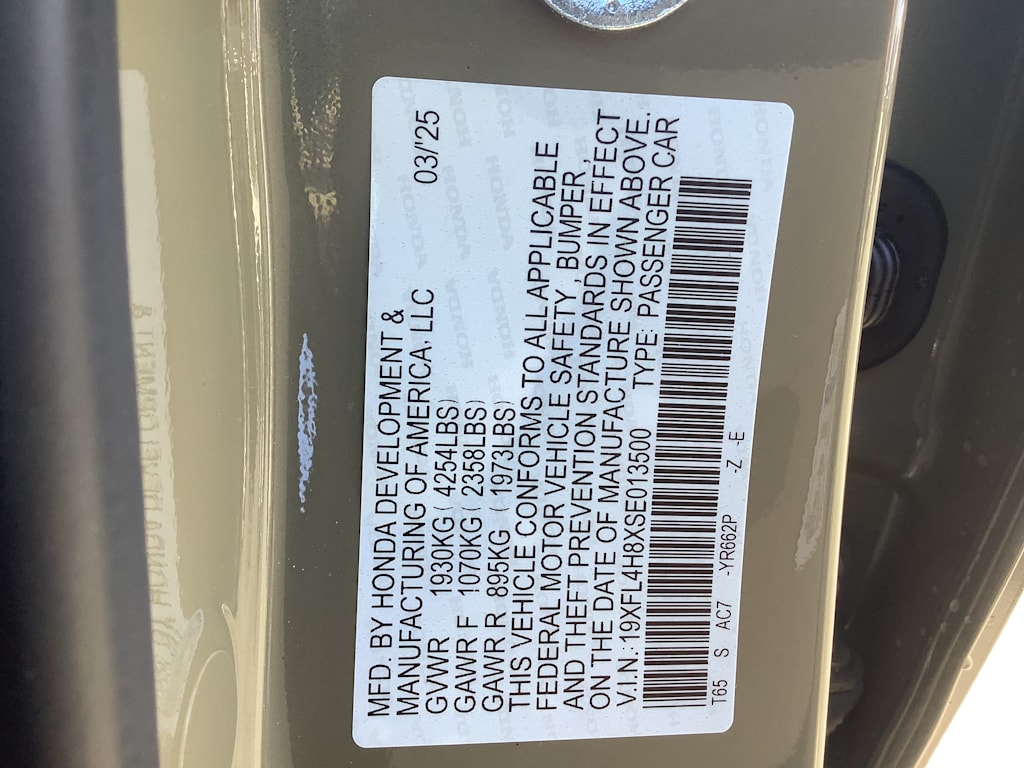 MFD. BY HONDA DEVELOPMENT &
MANUFACTURING OF AMERICA, LLC 03/'25
GVWR 1930KG ( 4254LBS)
GAWR F 1070KG ( 2358LBS)
GAWR R 895KG ( 1973LBS)
THIS VEHICLE CONFORMS TO ALL APPLICABLE
FEDERAL MOTOR VEHICLE SAFETY ,BUMPER ,
AND THEFT PREVENTION STANDARDS IN EFFECT
ON THE DATE OF MANUFACTURE SHOWN ABOVE.
V.I.N.:19XFL4H8XSE013500 TYPE: PASSENGER CAR
T65 S AC7 -YR662P -Z -E